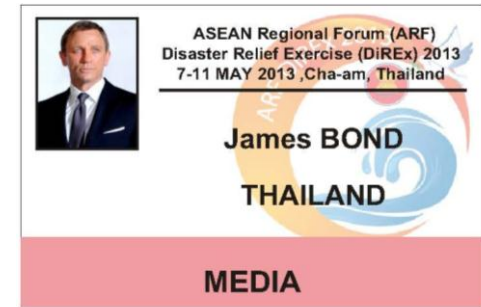 ASEAN Regional Forum (ARF)
Disaster Relief Exercise (DiREx) 2013
7-11 MAY 2013 ,Cha-am, Thailand
James BOND
THAILAND
MEDIA